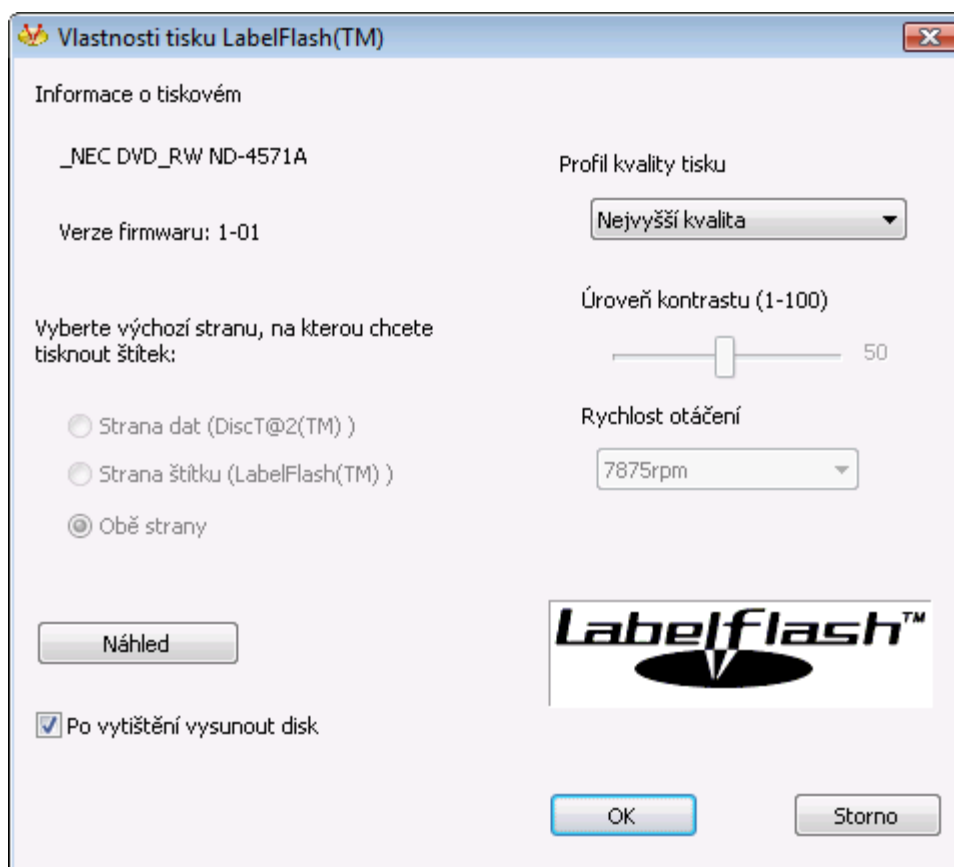 Vlastnosti tisku LabelFlash(TM)
Informace o tiskovém
_NEC DVD_RW ND-4571A
Verze firmwaru: 1-01
Vyberte výchozí stranu, na kterou chcete
tisknout štítek:
Strana dat (DiscT@2(TM) )
Strana štítku (LabelFlash(TM) )
Obě strany
Náhled
Po vytištění vysunout disk
Profil kvality tisku
Nejvyšší kvalita
Úroveň kontrastu (1-100)
50
Rychlost otáčení
7875rpm
Labelflash™
OK
Storno